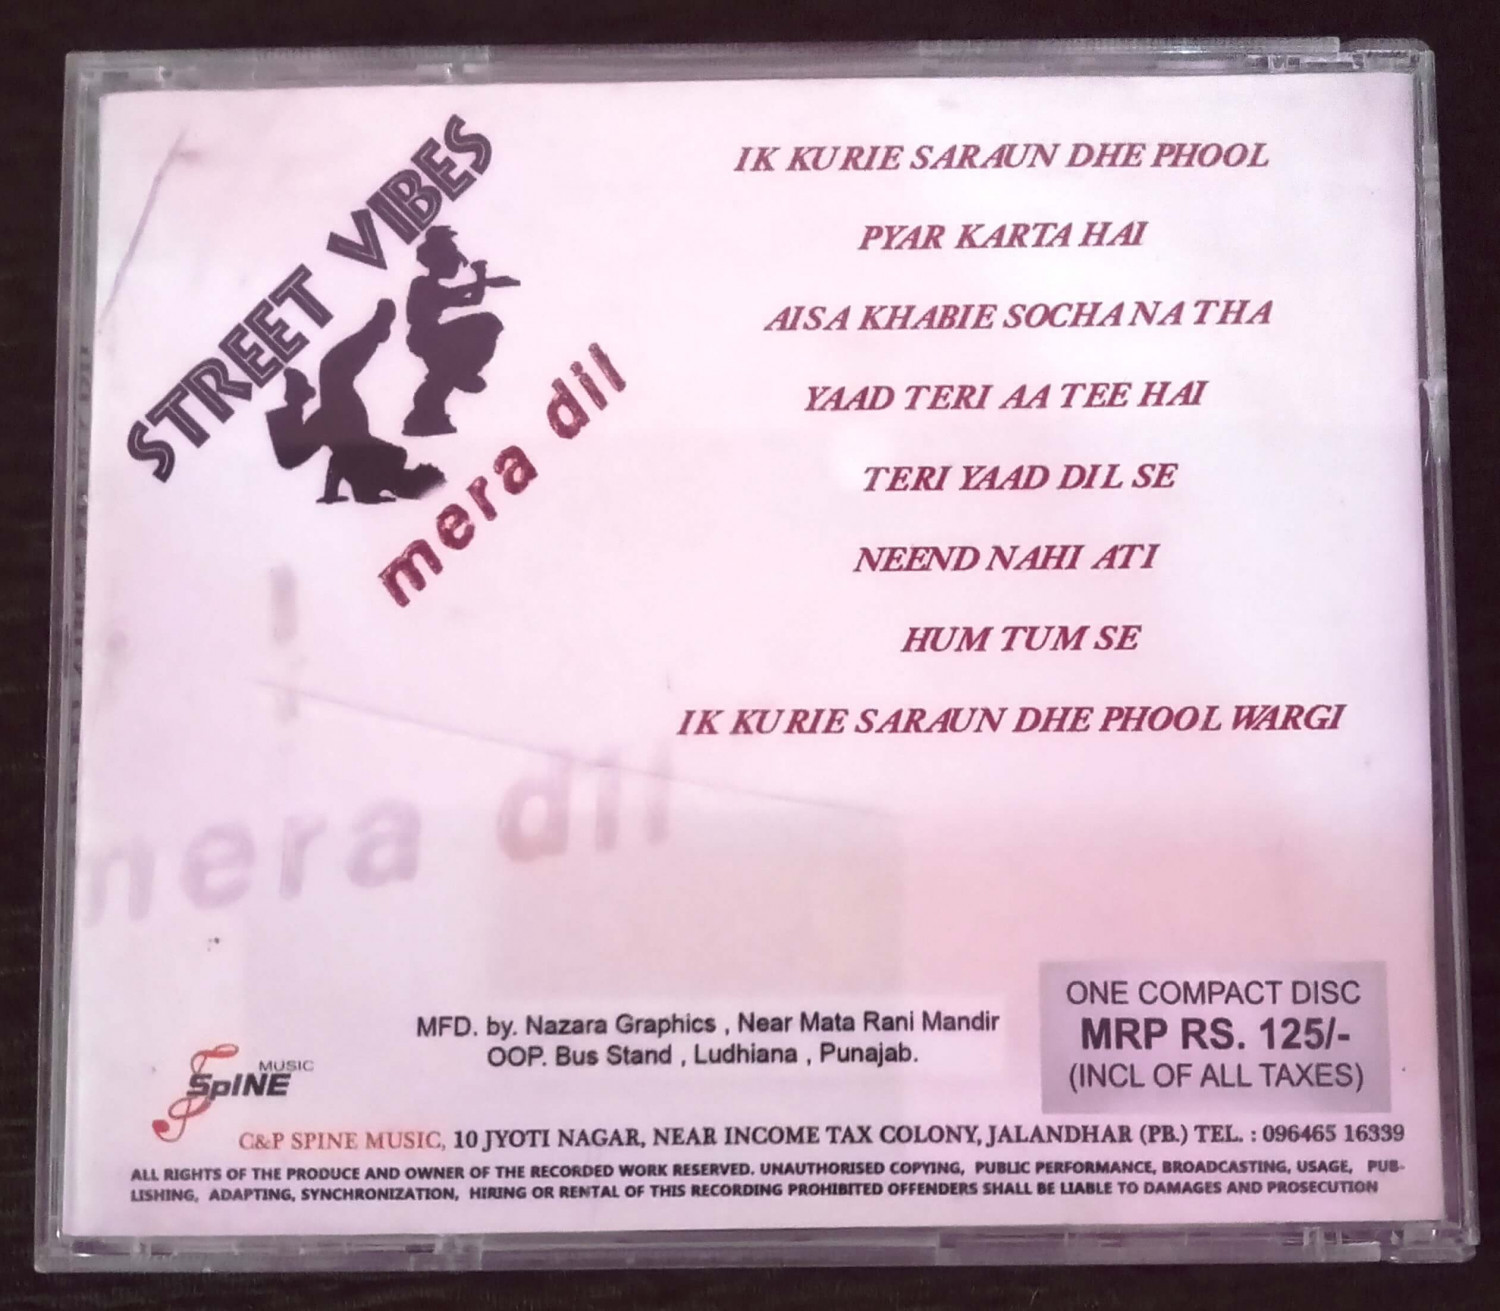 STREET VIBES
mera dil
IK KURIE SARAUN DHE PHOOL
PYAR KARTA HAI
AISA KHABIE SOCHA NA THA
YAAD TERI AA TEE HAI
TERI YAAD DIL SE
NEEND NAHI ATI
HUM TUM SE
IK KURIE SARAUN DHE PHOOL WARGI
mera dil
MFD. by. Nazara Graphics , Near Mata Rani Mandir
OOP. Bus Stand , Ludhiana , Punajab.
ONE COMPACT DISC
MRP RS. 125/-
(INCL OF ALL TAXES)
MUSIC
SpINE
C&P SPINE MUSIC, 10 JYOTI NAGAR, NEAR INCOME TAX COLONY, JALANDHAR (PB.) TEL. : 096465 16339
ALL RIGHTS OF THE PRODUCE AND OWNER OF THE RECORDED WORK RESERVED. UNAUTHORISED COPYING, PUBLIC PERFORMANCE, BROADCASTING, USAGE, PUB-
LISHING, ADAPTING, SYNCHRONIZATION, HIRING OR RENTAL OF THIS RECORDING PROHIBITED OFFENDERS SHALL BE LIABLE TO DAMAGES AND PROSECUTION